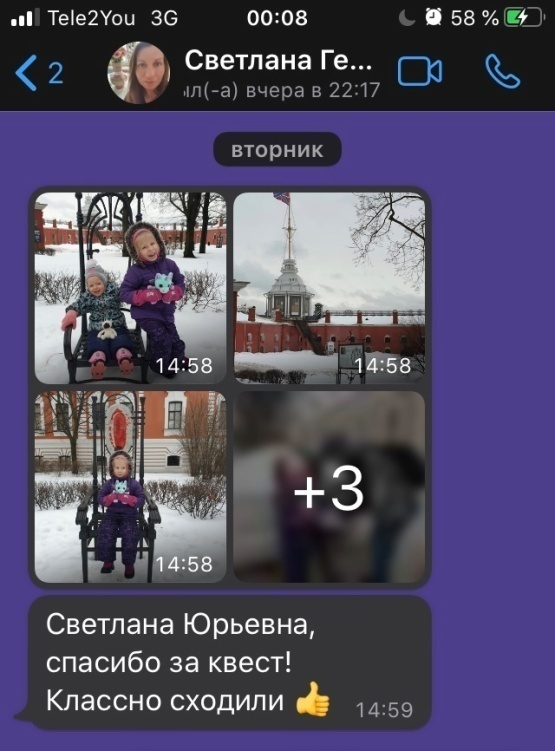 Tele2You 3G 00:08 58 %
2 Светлана Ге...
ыл(-а) вчера в 22:17
вторник
14:58 14:58
14:58 +3
Светлана Юрьевна,
спасибо за квест!
Классно сходили 👍 14:59